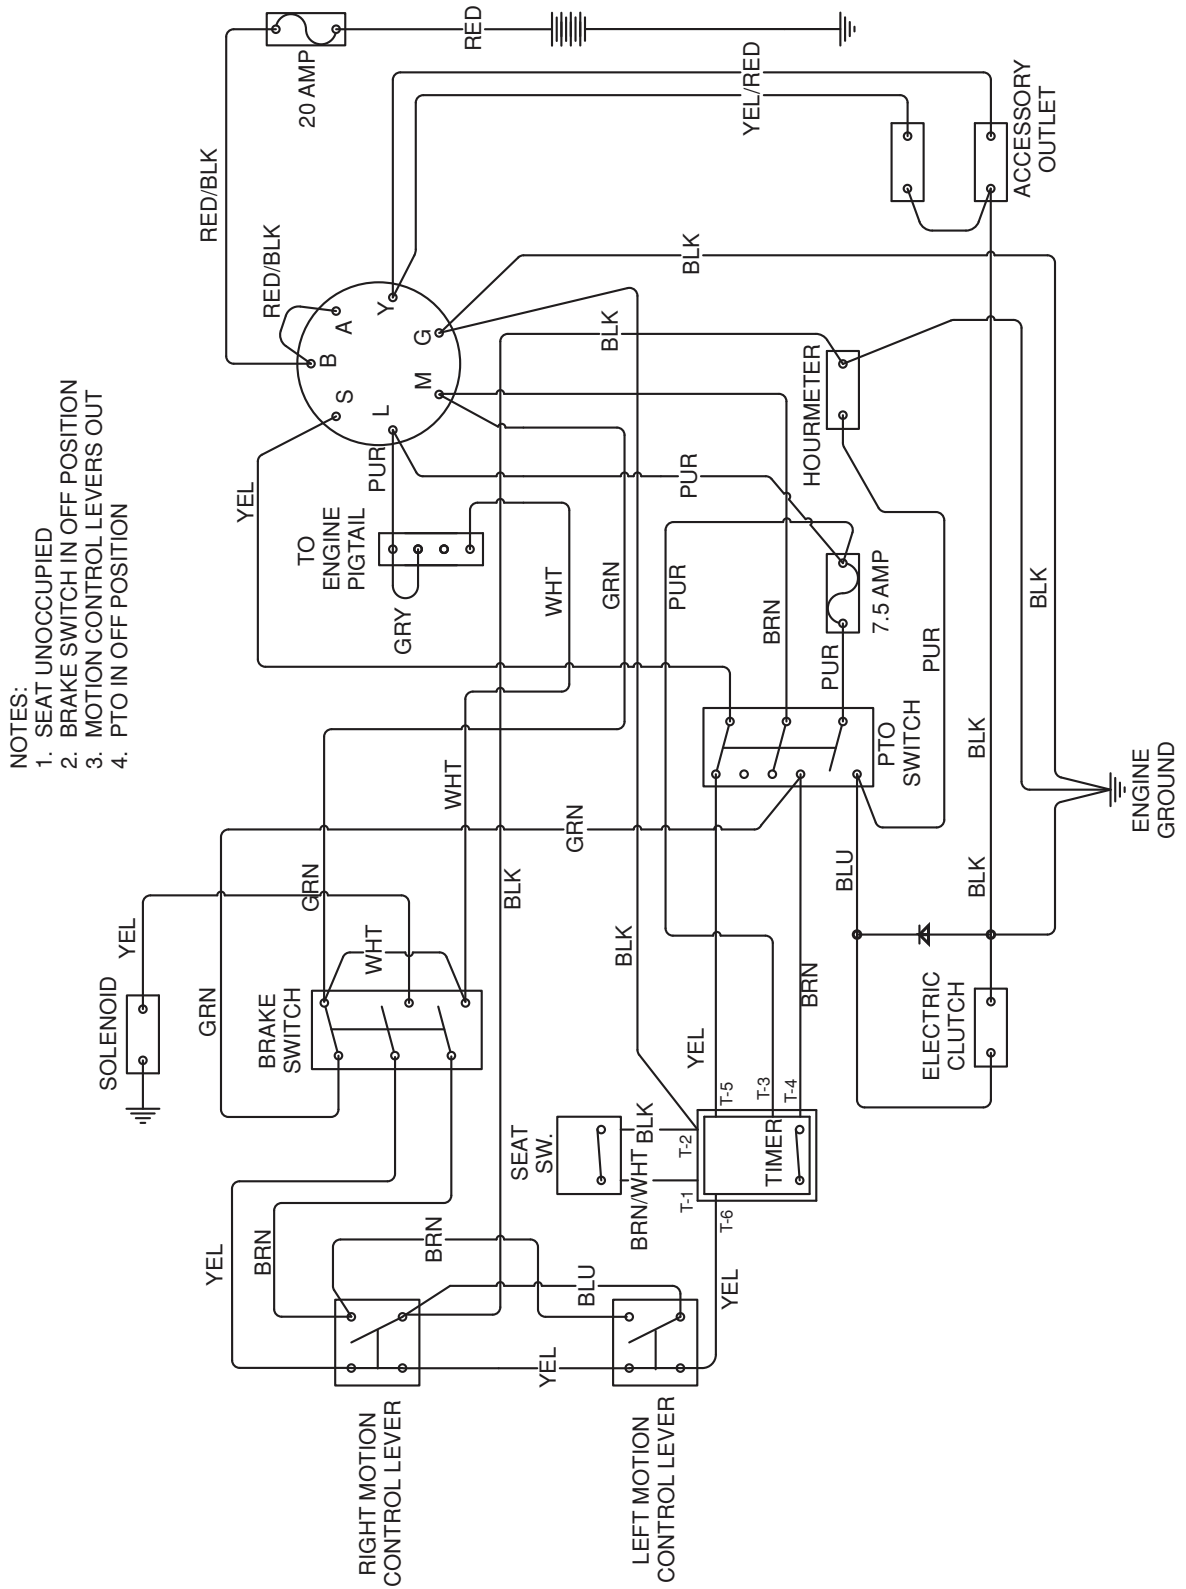 NOTES:
1. SEAT UNOCCUPIED
2. BRAKE SWITCH IN OFF POSITION
3. MOTION CONTROL LEVERS OUT
4. PTO IN OFF POSITION
RED
20 AMP
RED/BLK
RED/BLK
YEL/RED
ACCESSORY
OUTLET
B
A
Y
G
M
L
S
YEL
PUR
BLK
BLK
HOURMETER
TO
ENGINE
PIGTAIL
GRY
WHT
GRN
PUR
PUR
BRN
7.5 AMP
PUR
PUR
BLK
PTO
SWITCH
BLK
ENGINE
GROUND
WHT
GRN
GRN
YEL
SOLENOID
GRN
BRAKE
SWITCH
WHT
BLK
BLK
BLU
BLK
BRN
YEL
ELECTRIC
CLUTCH
SEAT
SW.
BLK
BRN/WHT
T-5
T-3
T-4
T-2
T-1
T-6
TIMER
YEL
BRN
BRN
BLU
YEL
YEL
RIGHT MOTION
CONTROL LEVER
LEFT MOTION
CONTROL LEVER